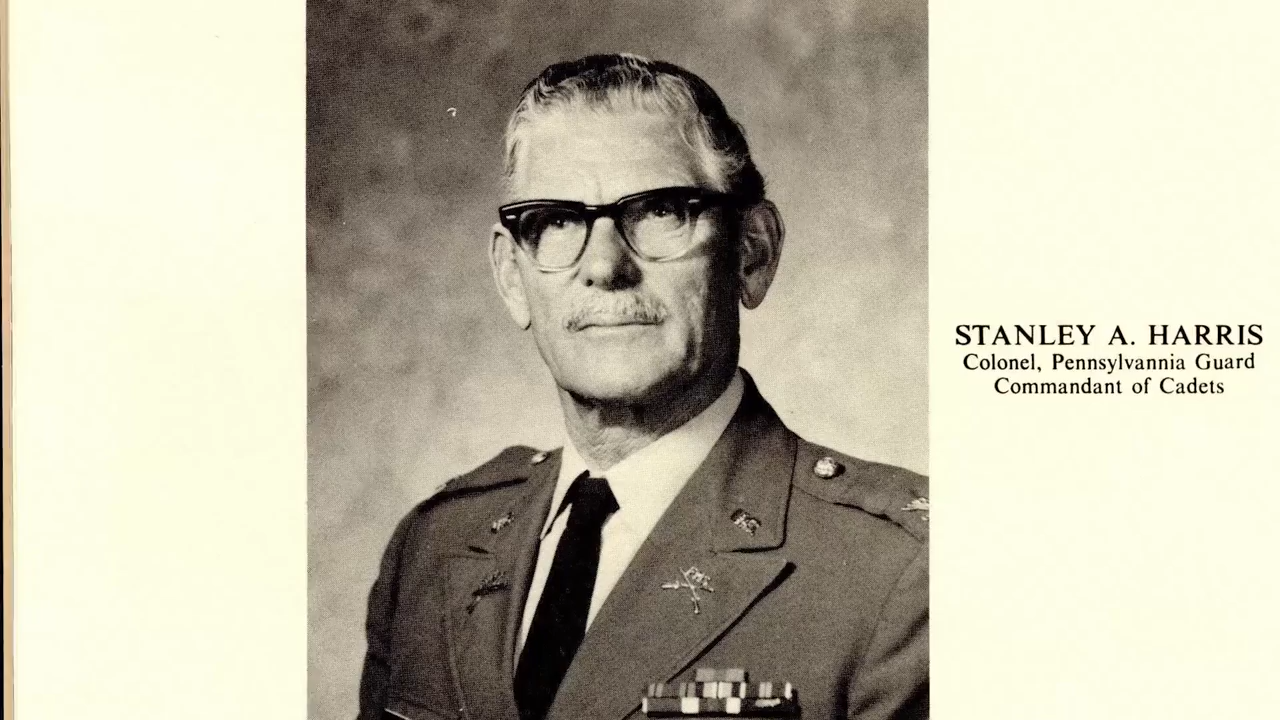 STANLEY A. HARRIS
Colonel, Pennsylvannia Guard
Commandant of Cadets